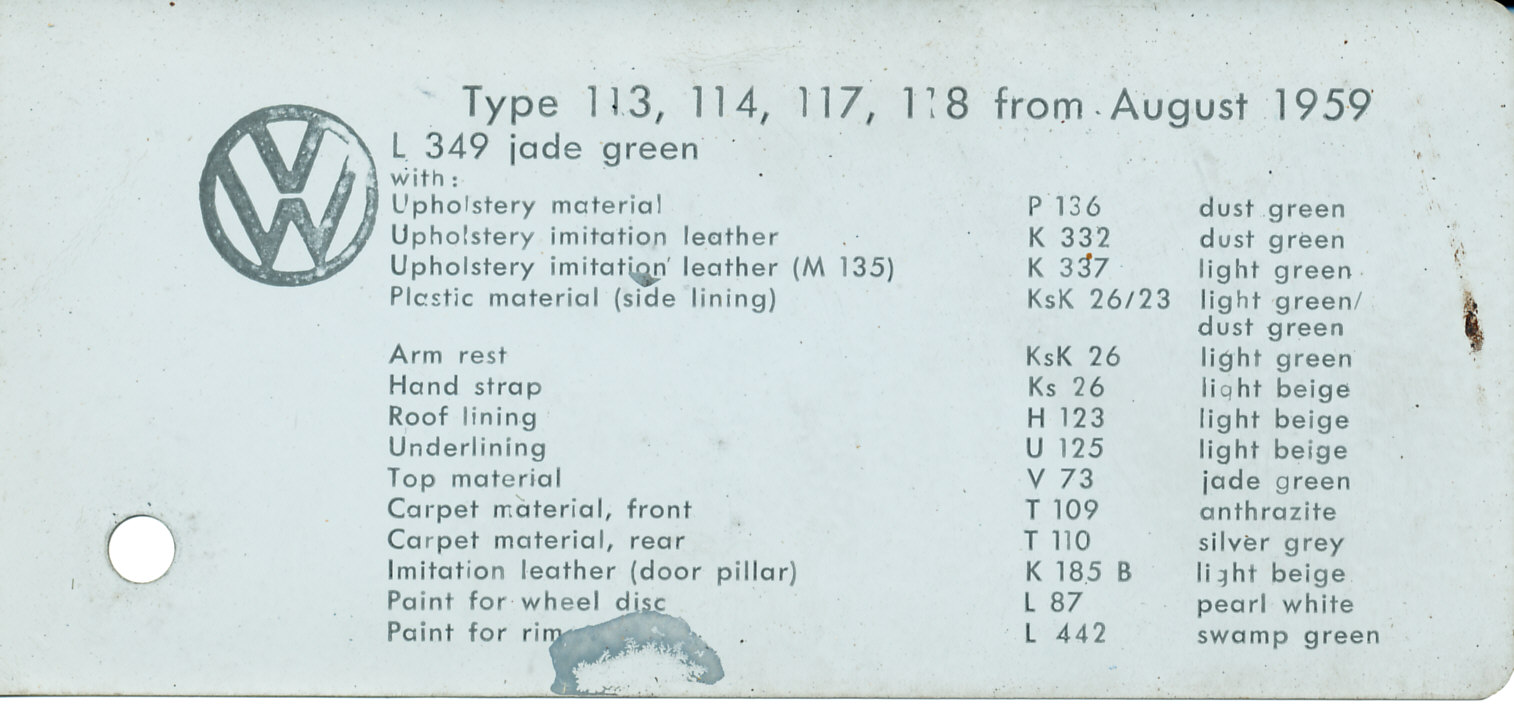 Type 113, 114, 117, 118 from August 1959
L 349 jade green
with:
Upholstery material P 136 dust green
Upholstery imitation leather K 332 dust green
Upholstery imitation leather (M 135) K 337 light green
Plastic material (side lining) KsK 26/23 light green/
dust green
Arm rest KsK 26 light green
Hand strap Ks 26 light beige
Roof lining H 123 light beige
Underlining U 125 light beige
Top material V 73 jade green
Carpet material, front T 109 anthrazite
Carpet material, rear T 110 silver grey
Imitation leather (door pillar) K 185 B light beige
Paint for wheel disc L 87 pearl white
Paint for rim L 442 swamp green